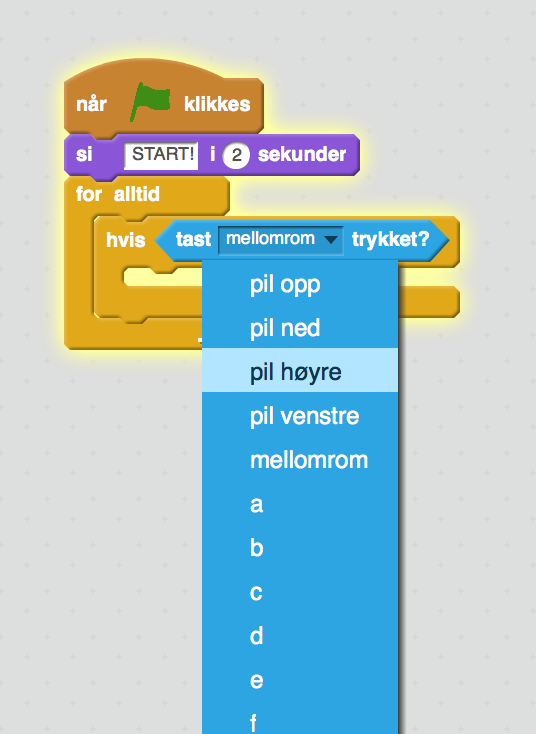 når klikkes
si START! i 2 sekunder
for alltid
hvis tast mellomrom trykket?
pil opp
pil ned
pil høyre
pil venstre
mellomrom
a
b
c
d
e
f